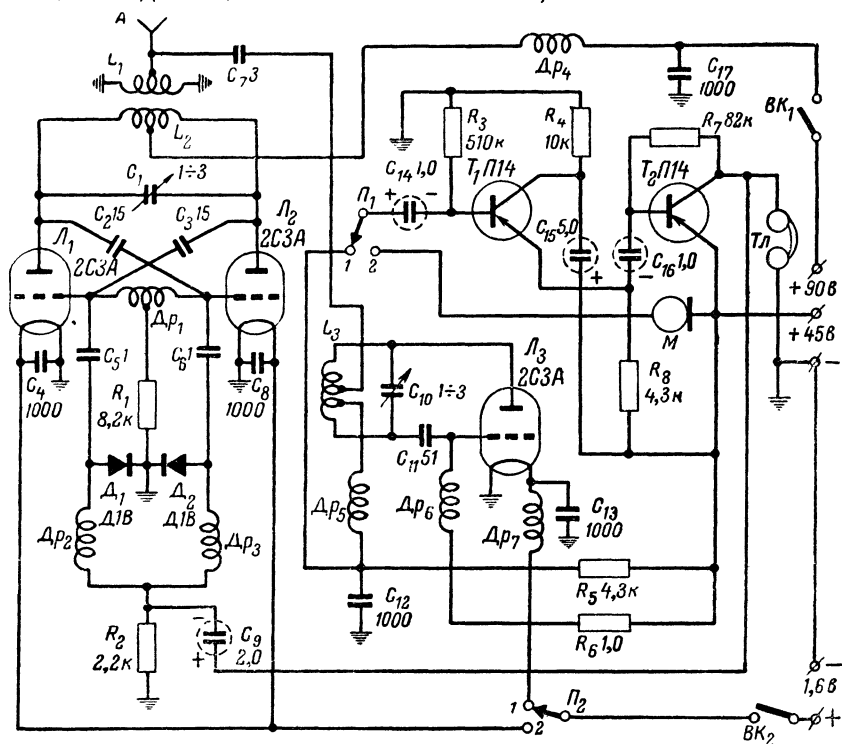 A
L₁
C₇ 3
Др₄
C₁₇
1000
ВК₁
L₂
R₃
510к
R₄
10к
R₇ 82к
C₁ 1÷3
C₁₄ 1,0
T₁ П14
T₂ П14
C₂ 15
C₃ 15
П₁
+ −
Л₁
2С3А
Л₂
2С3А
1 2
C₁₅ 5,0
+
C₁₆ 1,0
−
Тл
+ 90в
+ 45в
−
Др₁
M
C₄
1000
C₅ 1
C₆ 1
C₈
1000
L₃
Л₃
2С3А
R₁
8,2к
C₁₀ 1÷3
R₈
4,3к
C₁₁ 51
Д₁
Д1В
Д₂
Д1В
Др₂
Др₃
Др₅
Др₆
Др₇
C₁₃
1000
C₁₂
1000
R₅ 4,3к
R₆ 1,0
R₂
2,2к
−
+
C₉
2,0
−
1,6в
+
1
2
П₂
ВК₂